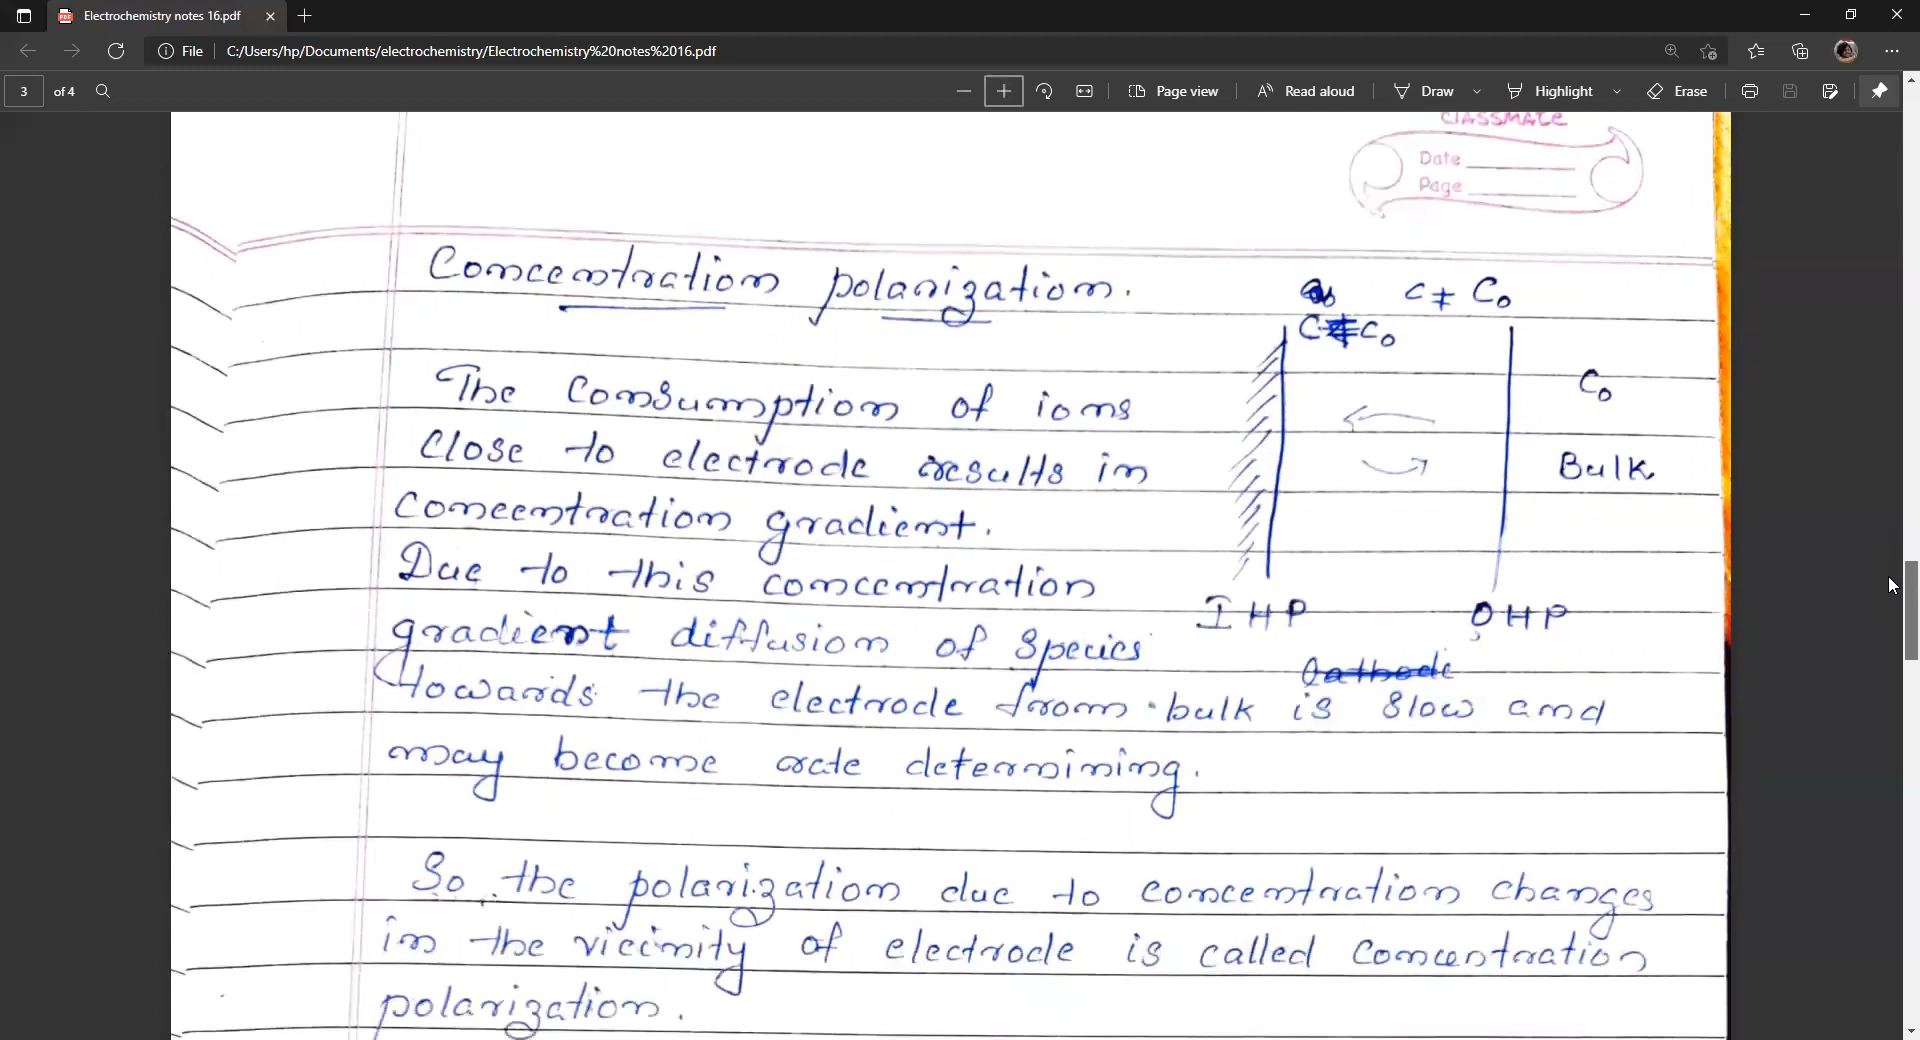 Electrochemistry notes 16.pdf
File
C:/Users/hp/Documents/electrochemistry/Electrochemistry%20notes%2016.pdf
3 of 4
Page view
Read aloud
Draw
Highlight
Erase
CLASSMATE
Date
Page
Concentration polarization.
C ≠ Co
C Co
Co
The Consumption of ions
Close to electrode results in
Concentration gradient.
Bulk
Due to this concentration
gradient diffusion of Species
IHP
OHP
Cathode
towards the electrode from bulk is slow and
may become rate determining.
So the polarization due to concentration changes
in the vicinity of electrode is called Concentration
polarization.